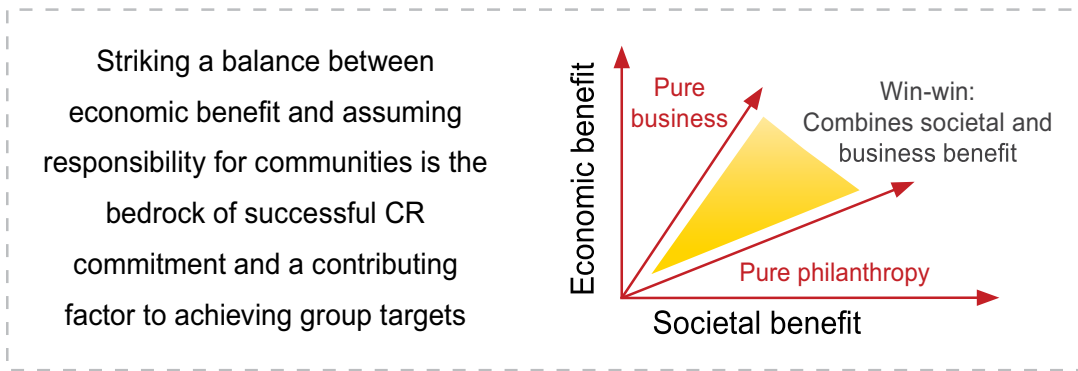 Striking a balance between
economic benefit and assuming
responsibility for communities is the
bedrock of successful CR
commitment and a contributing
factor to achieving group targets
Economic benefit
Pure
business
Win-win:
Combines societal and
business benefit
Pure philanthropy
Societal benefit